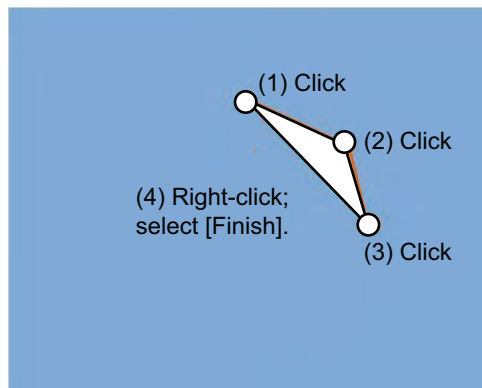 (1) Click
(2) Click
(4) Right-click;
select [Finish].
(3) Click